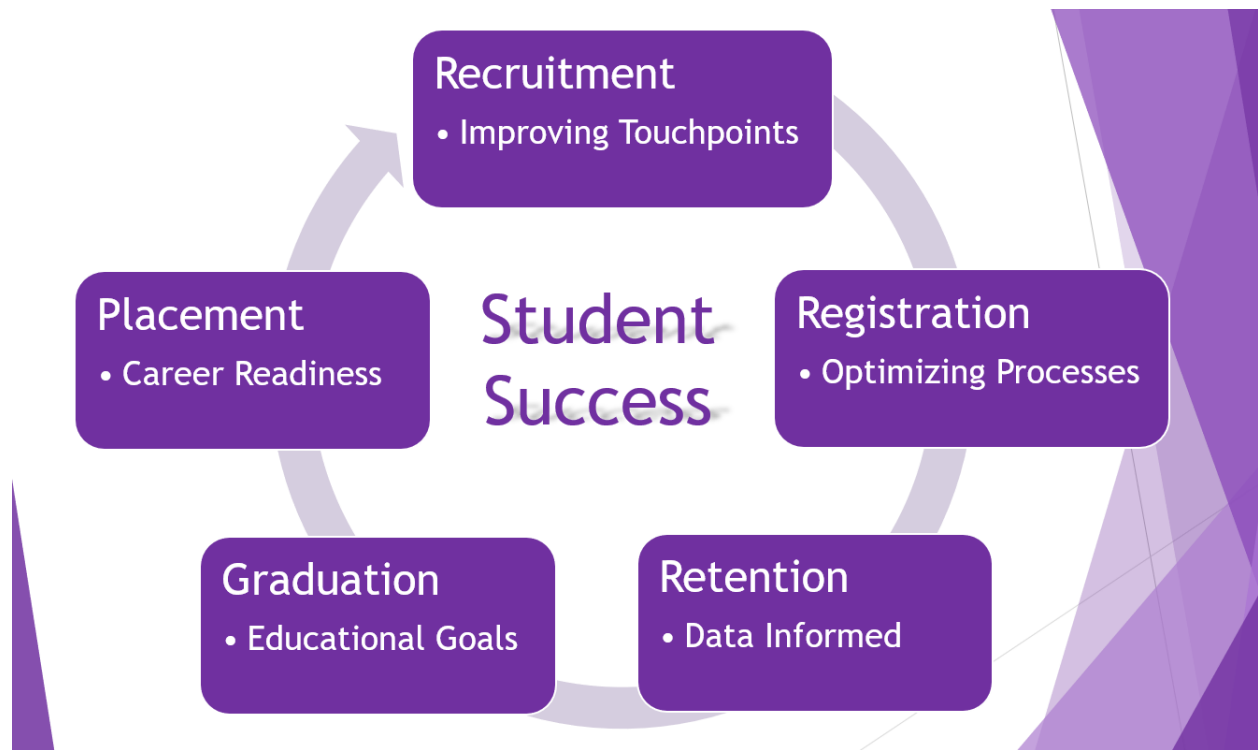 Recruitment
• Improving Touchpoints
Student
Success
Registration
• Optimizing Processes
Retention
• Data Informed
Graduation
• Educational Goals
Placement
• Career Readiness